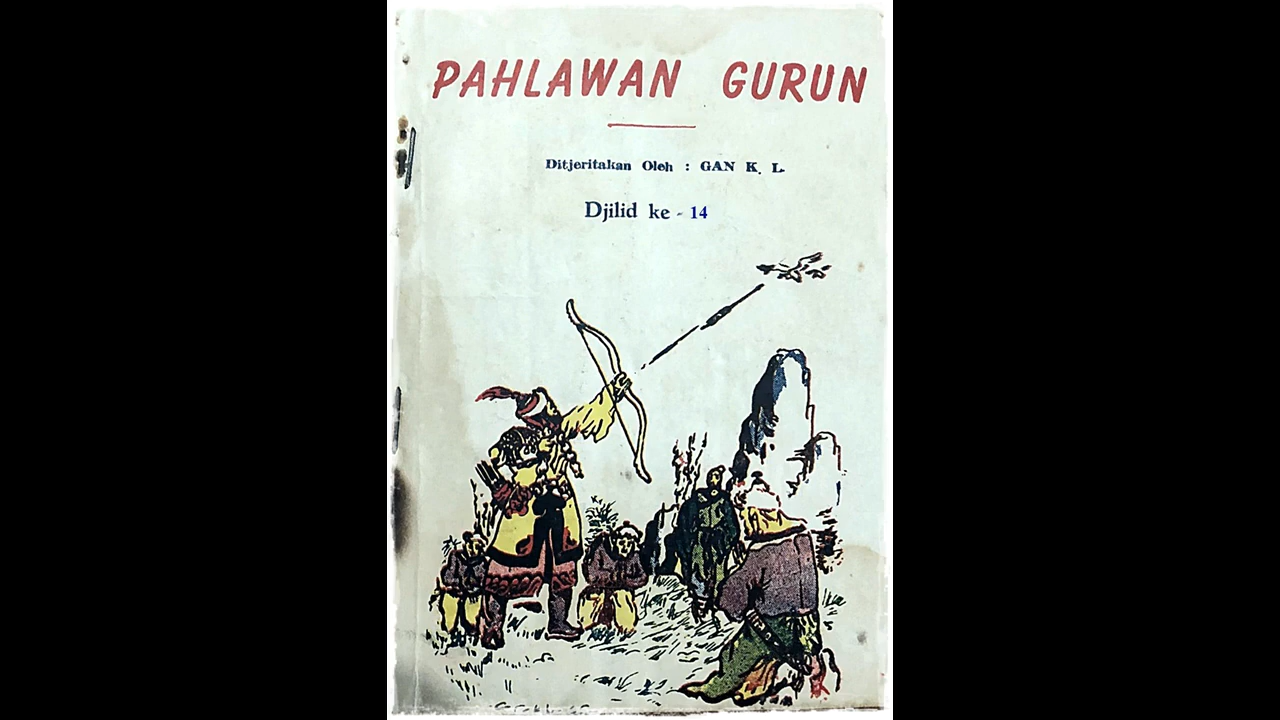 PAHLAWAN GURUN
Ditjeritakan Oleh : GAN K. L.
Djilid ke - 14